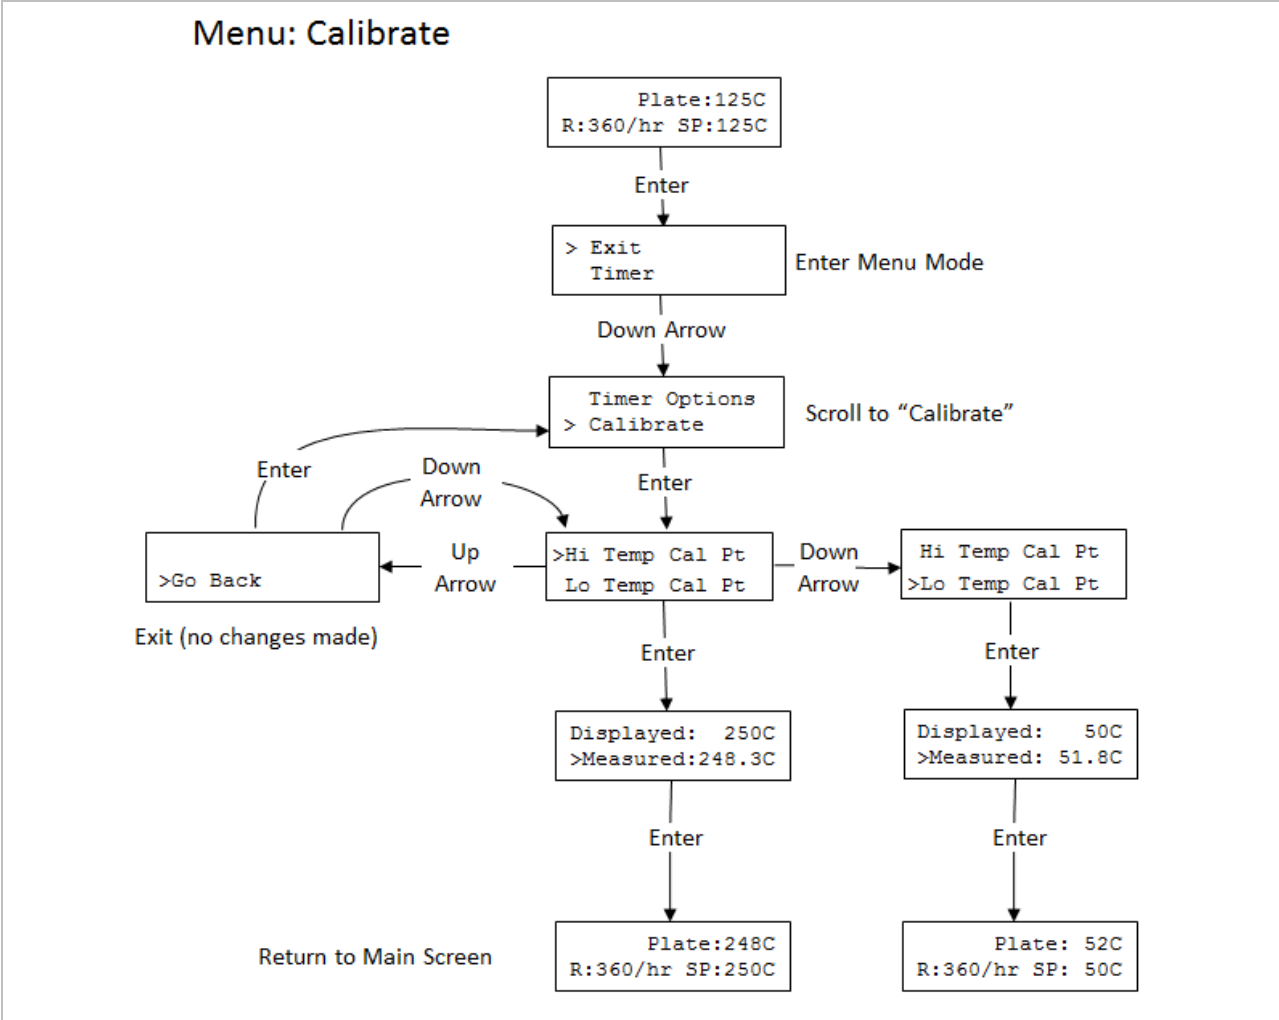 Menu: Calibrate
Plate:125C
R:360/hr SP:125C
Enter
> Exit
Timer
Enter Menu Mode
Down Arrow
Timer Options
> Calibrate
Scroll to “Calibrate”
Enter
Down
Arrow
Enter
>Go Back
Exit (no changes made)
Up
Arrow
>Hi Temp Cal Pt
Lo Temp Cal Pt
Down
Arrow
Hi Temp Cal Pt
>Lo Temp Cal Pt
Enter
Enter
Displayed: 250C
>Measured:248.3C
Displayed: 50C
>Measured: 51.8C
Enter
Enter
Return to Main Screen
Plate:248C
R:360/hr SP:250C
Plate: 52C
R:360/hr SP: 50C